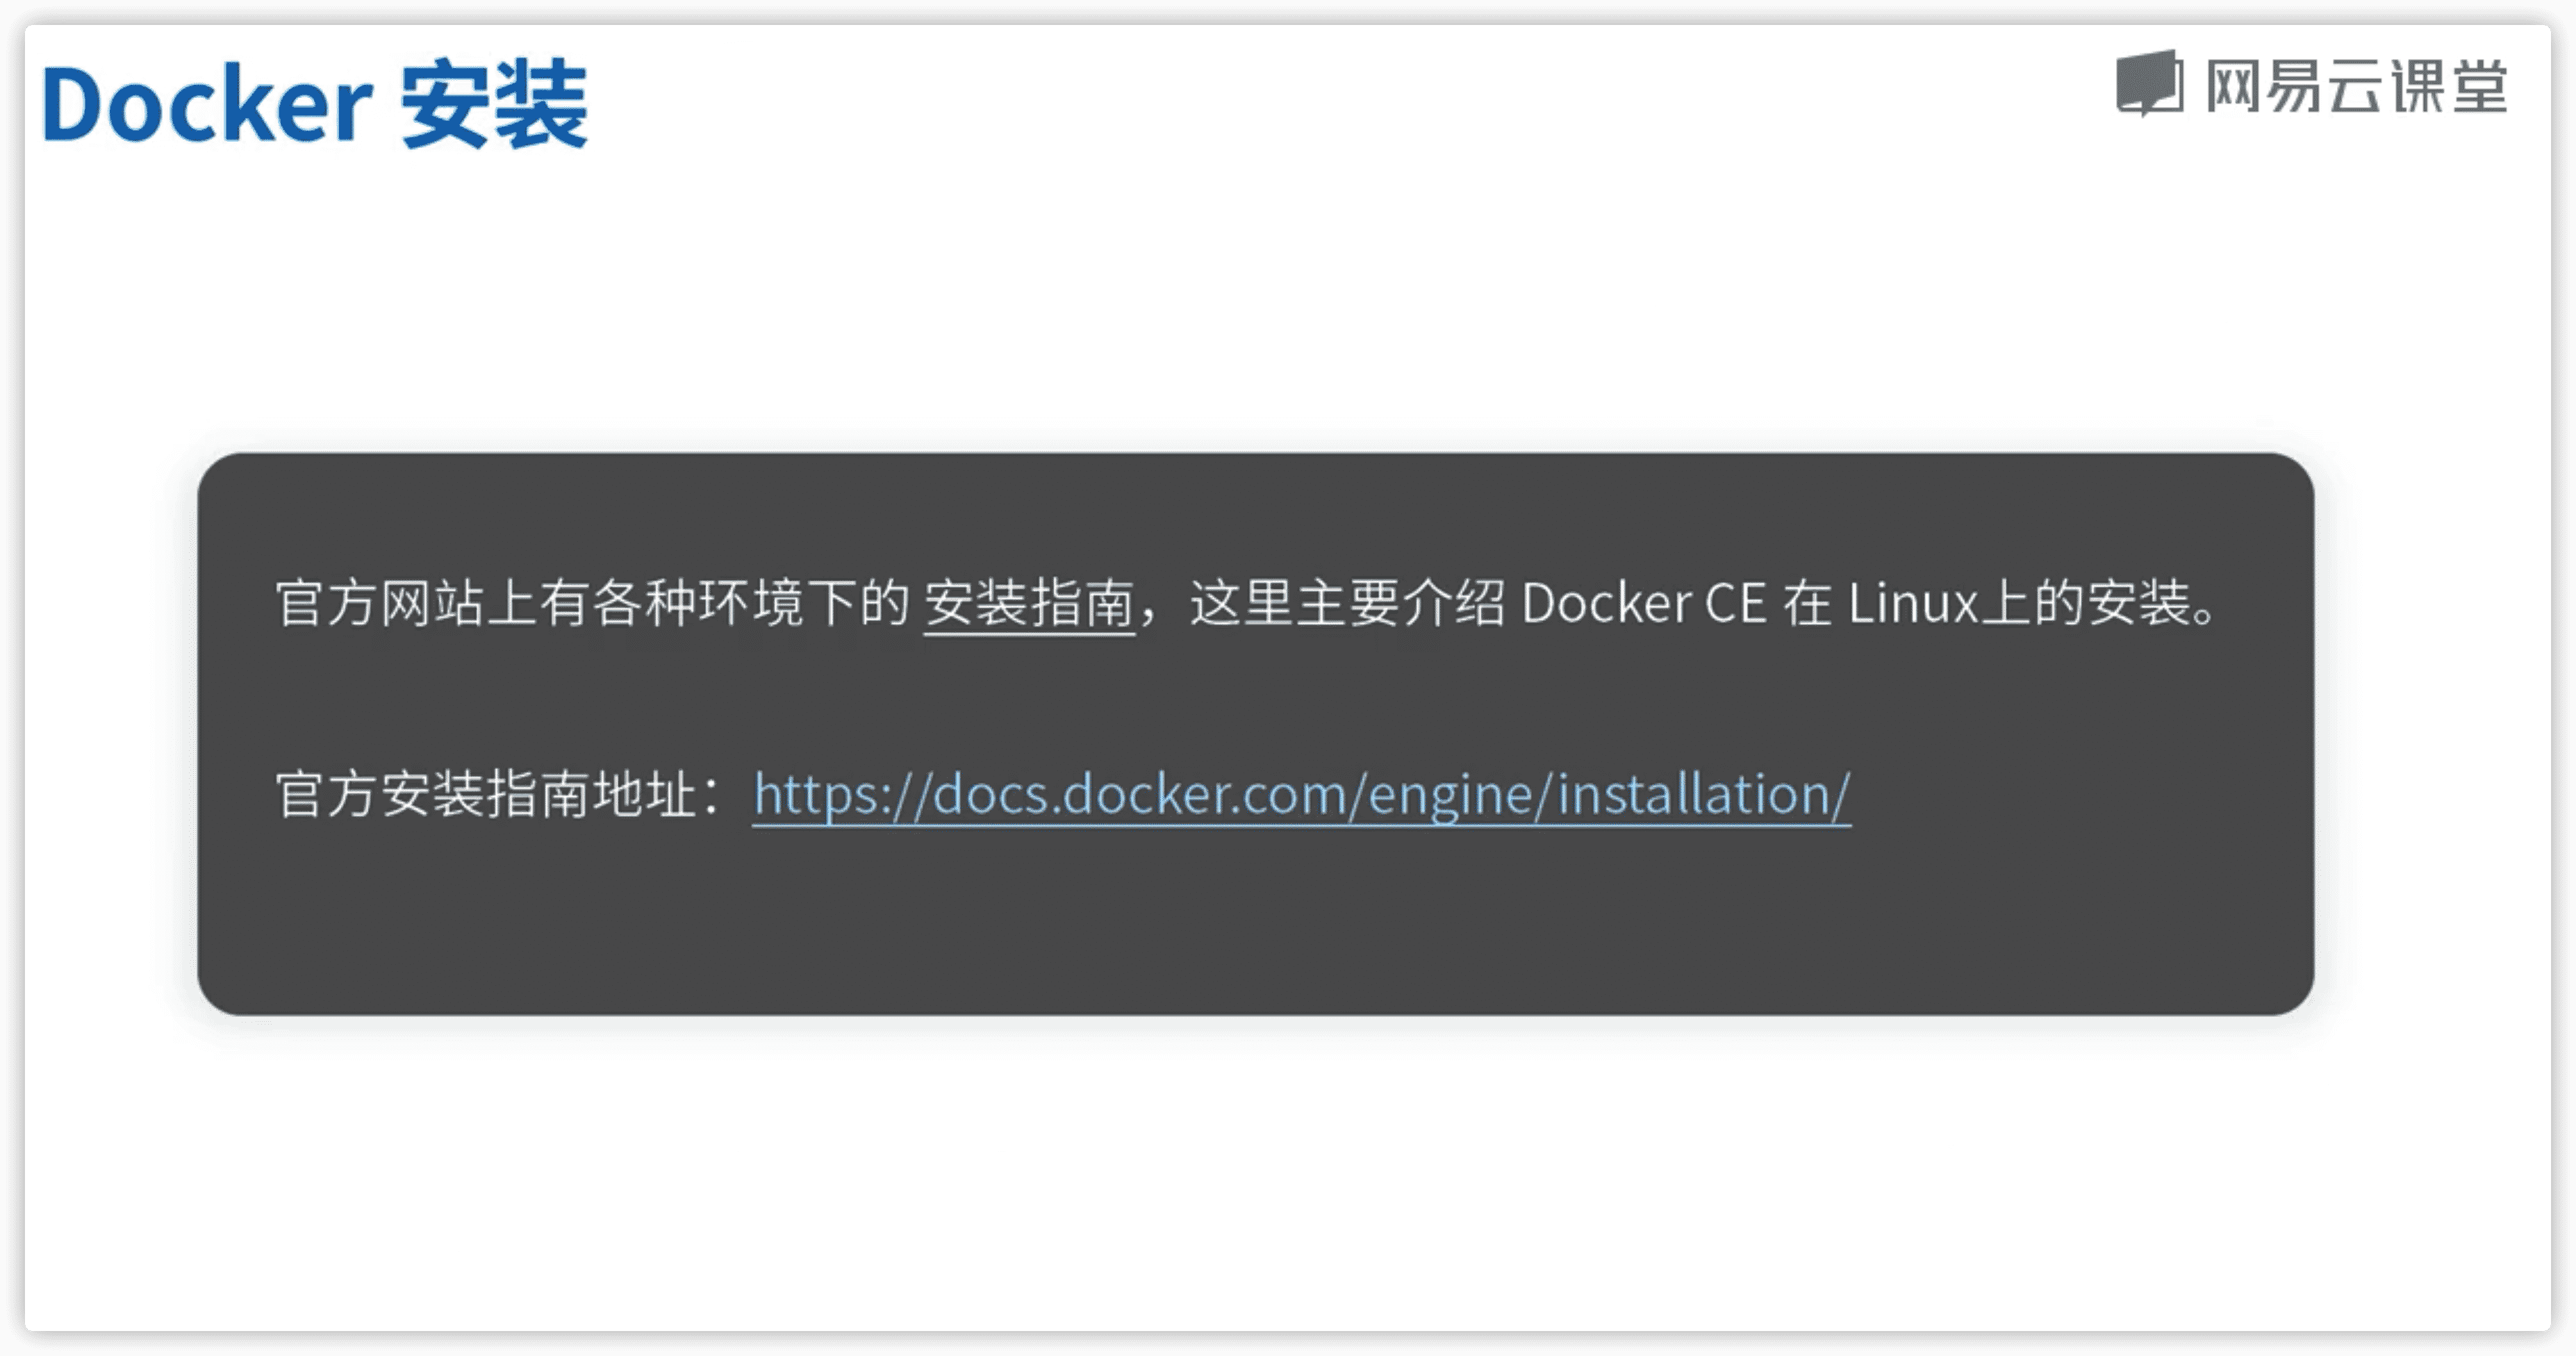 Docker 安装
网易云课堂
官方网站上有各种环境下的 安装指南，这里主要介绍 Docker CE 在 Linux上的安装。
官方安装指南地址：https://docs.docker.com/engine/installation/